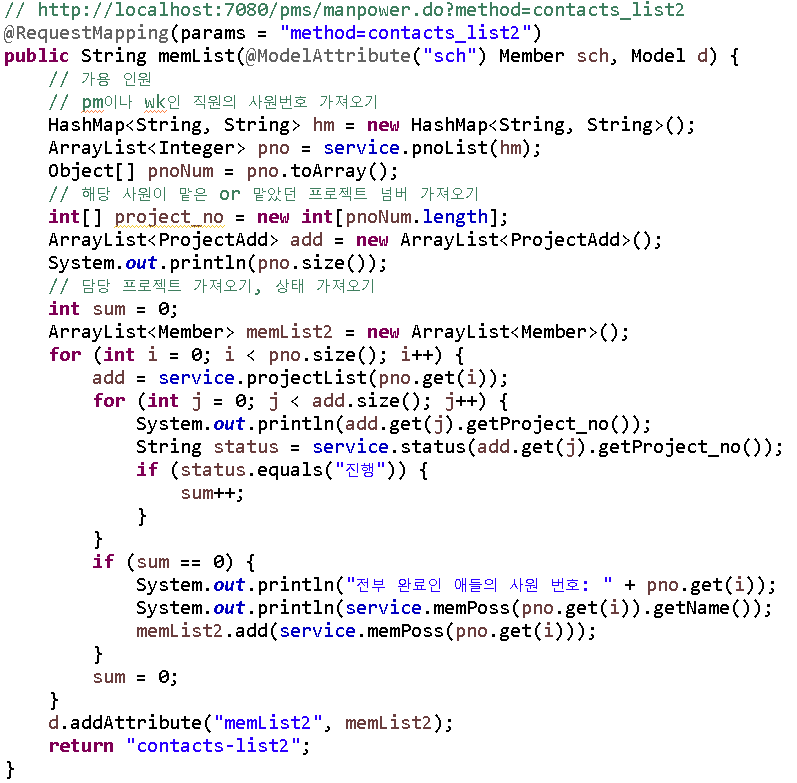 // http://localhost:7080/pms/manpower.do?method=contacts_list2
@RequestMapping(params = "method=contacts_list2")
public String memList(@ModelAttribute("sch") Member sch, Model d) {
    // 가용 인원
    // pm이나 wk인 직원의 사원번호 가져오기
    HashMap<String, String> hm = new HashMap<String, String>();
    ArrayList<Integer> pno = service.pnoList(hm);
    Object[] pnoNum = pno.toArray();
    // 해당 사원이 맡은 or 맡았던 프로젝트 넘버 가져오기
    int[] project_no = new int[pnoNum.length];
    ArrayList<ProjectAdd> add = new ArrayList<ProjectAdd>();
    System.out.println(pno.size());
    // 담당 프로젝트 가져오기, 상태 가져오기
    int sum = 0;
    ArrayList<Member> memList2 = new ArrayList<Member>();
    for (int i = 0; i < pno.size(); i++) {
        add = service.projectList(pno.get(i));
        for (int j = 0; j < add.size(); j++) {
            System.out.println(add.get(j).getProject_no());
            String status = service.status(add.get(j).getProject_no());
            if (status.equals("진행")) {
                sum++;
            }
        }
        if (sum == 0) {
            System.out.println("전부 완료인 애들의 사원 번호: " + pno.get(i));
            System.out.println(service.memPoss(pno.get(i)).getName());
            memList2.add(service.memPoss(pno.get(i)));
        }
        sum = 0;
    }
    d.addAttribute("memList2", memList2);
    return "contacts-list2";
}